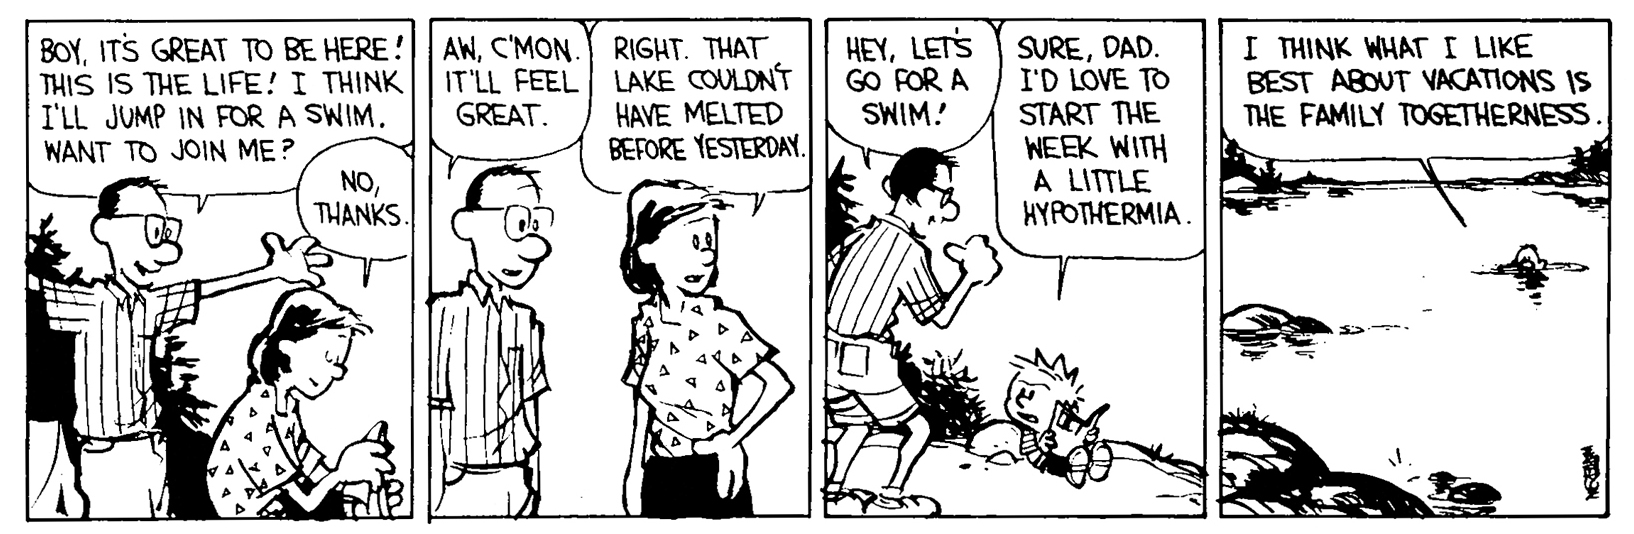 BOY, IT'S GREAT TO BE HERE!
THIS IS THE LIFE! I THINK
I'LL JUMP IN FOR A SWIM.
WANT TO JOIN ME?
NO,
THANKS.
AW, C'MON.
IT'LL FEEL
GREAT.
RIGHT. THAT
LAKE COULDN'T
HAVE MELTED
BEFORE YESTERDAY.
HEY, LET'S
GO FOR A
SWIM!
SURE, DAD.
I'D LOVE TO
START THE
WEEK WITH
A LITTLE
HYPOTHERMIA.
I THINK WHAT I LIKE
BEST ABOUT VACATIONS IS
THE FAMILY TOGETHERNESS.